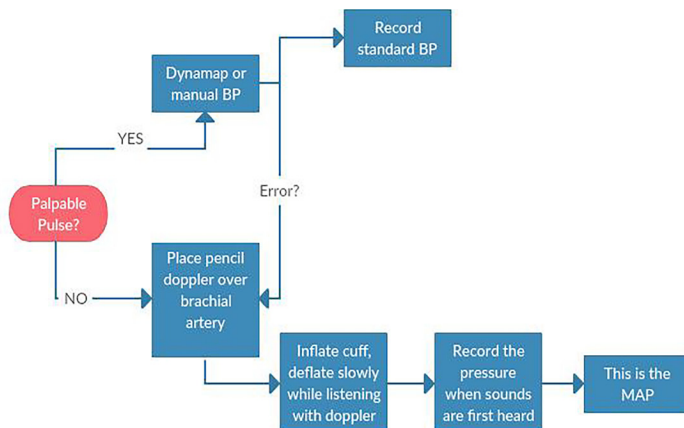 Record
standard BP
Dynamap or
manual BP
YES
Palpable
Pulse?
Error?
NO
Place pencil
doppler over
brachial
artery
Inflate cuff,
deflate slowly
while listening
with doppler
Record the
pressure
when sounds
are first heard
This is the
MAP